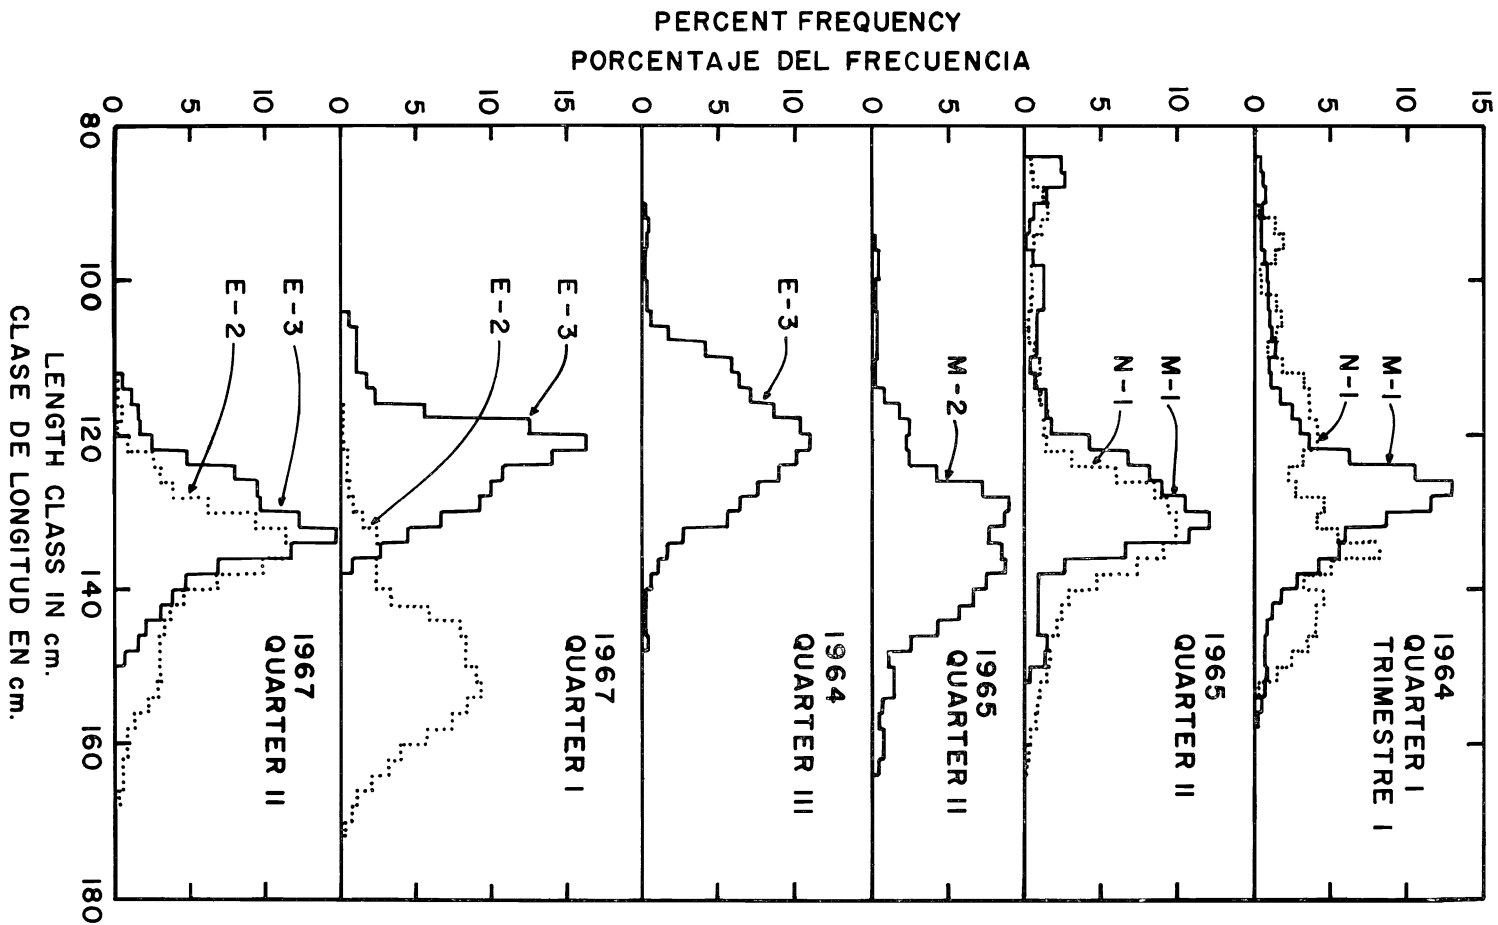 PERCENT FREQUENCY
PORCENTAJE DEL FRECUENCIA
15
10
5
0
1964
QUARTER I
TRIMESTRE I
M-1
N-1
10
5
0
1965
QUARTER II
M-1
N-1
5
0
1965
QUARTER II
M-2
10
5
0
1964
QUARTER III
E-3
15
10
5
0
1967
QUARTER I
E-3
E-2
10
5
0
1967
QUARTER II
E-3
E-2
80 100 120 140 160 180
LENGTH CLASS IN cm.
CLASE DE LONGITUD EN cm.